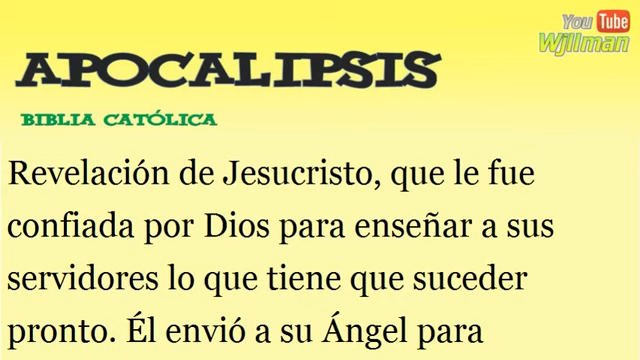 You Tube
Wjllman
APOCALIPSIS
BIBLIA CATÓLICA
Revelación de Jesucristo, que le fue
confiada por Dios para enseñar a sus
servidores lo que tiene que suceder
pronto. Él envió a su Ángel para